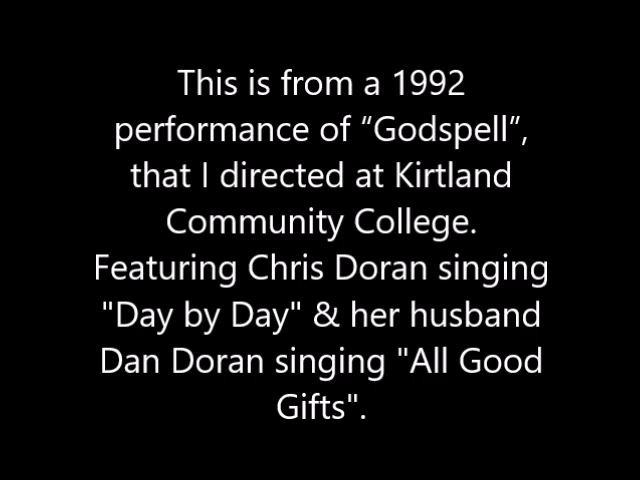 This is from a 1992
performance of “Godspell”,
that I directed at Kirtland
Community College.
Featuring Chris Doran singing
"Day by Day" & her husband
Dan Doran singing "All Good
Gifts".